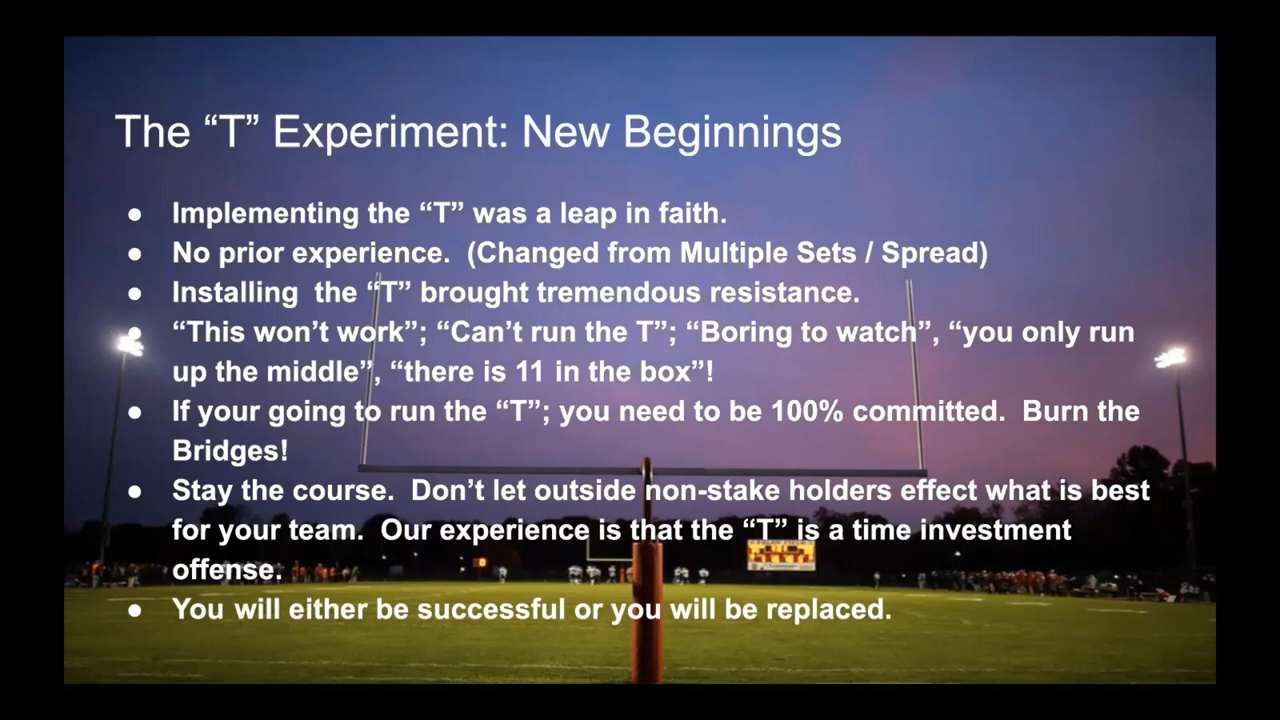 The “T” Experiment: New Beginnings
● Implementing the “T” was a leap in faith.
● No prior experience.  (Changed from Multiple Sets / Spread)
● Installing  the “T” brought tremendous resistance.
● “This won’t work”; “Can’t run the T”; “Boring to watch”, “you only run
up the middle”, “there is 11 in the box”!
● If your going to run the “T”; you need to be 100% committed.  Burn the
Bridges!
● Stay the course.  Don’t let outside non-stake holders effect what is best
for your team.  Our experience is that the “T” is a time investment
offense.
● You will either be successful or you will be replaced.